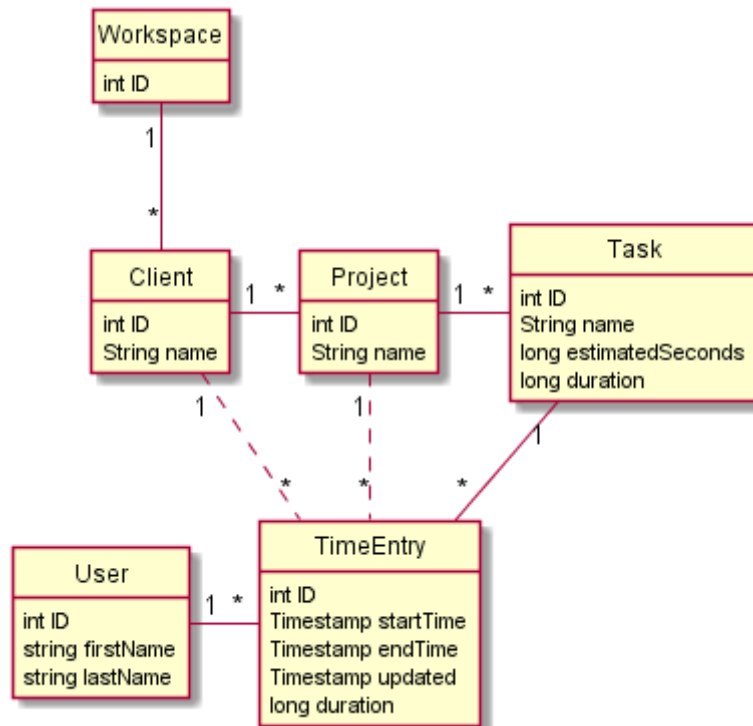 Workspace
int ID
1
*
Client
int ID
String name
1 *
Project
int ID
String name
1 *
Task
int ID
String name
long estimatedSeconds
long duration
1
*
1
*
1
*
User
int ID
string firstName
string lastName
1 *
TimeEntry
int ID
Timestamp startTime
Timestamp endTime
Timestamp updated
long duration